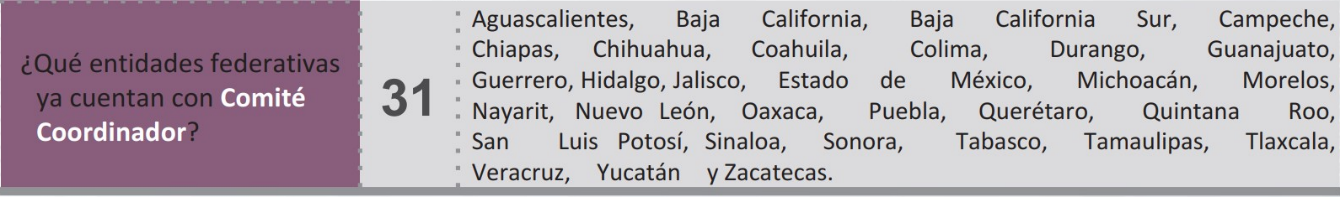 ¿Qué entidades federativas
ya cuentan con Comité
Coordinador?
31
Aguascalientes, Baja California, Baja California Sur, Campeche,
Chiapas, Chihuahua, Coahuila, Colima, Durango, Guanajuato,
Guerrero, Hidalgo, Jalisco, Estado de México, Michoacán, Morelos,
Nayarit, Nuevo León, Oaxaca, Puebla, Querétaro, Quintana Roo,
San Luis Potosí, Sinaloa, Sonora, Tabasco, Tamaulipas, Tlaxcala,
Veracruz, Yucatán y Zacatecas.